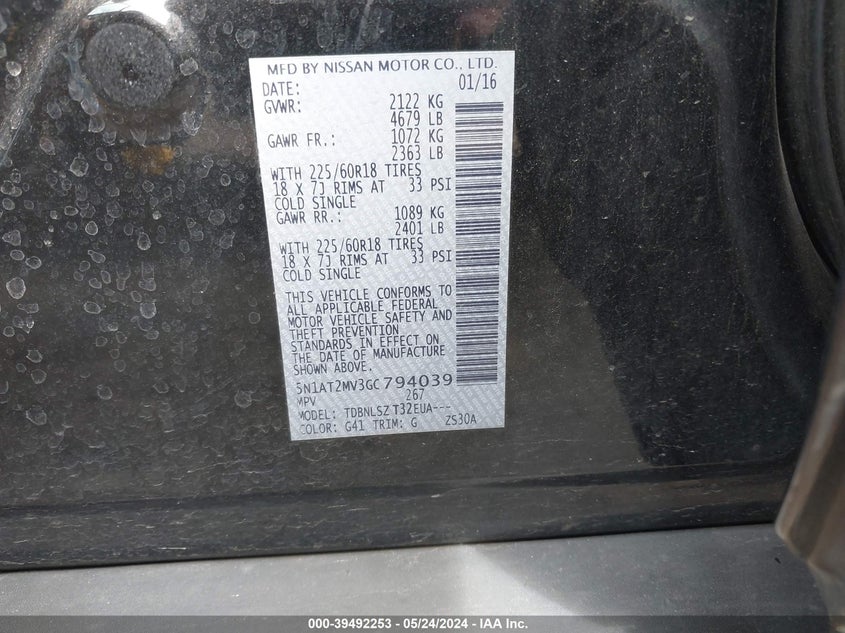 MFD BY NISSAN MOTOR CO., LTD.
DATE: 01/16
GVWR: 2122 KG
4679 LB
GAWR FR.: 1072 KG
2363 LB
WITH 225/60R18 TIRES
18 X 7J RIMS AT 33 PSI
COLD SINGLE
GAWR RR.: 1089 KG
2401 LB
WITH 225/60R18 TIRES
18 X 7J RIMS AT 33 PSI
COLD SINGLE
THIS VEHICLE CONFORMS TO
ALL APPLICABLE FEDERAL
MOTOR VEHICLE SAFETY AND
THEFT PREVENTION
STANDARDS IN EFFECT ON
THE DATE OF MANUFACTURE
SHOWN ABOVE.
5N1AT2MV3GC794039
MPV 267
MODEL: TDBNLSZ T32EUA---
COLOR: G41 TRIM: G ZS30A
000-39492253 - 05/24/2024 - IAA Inc.